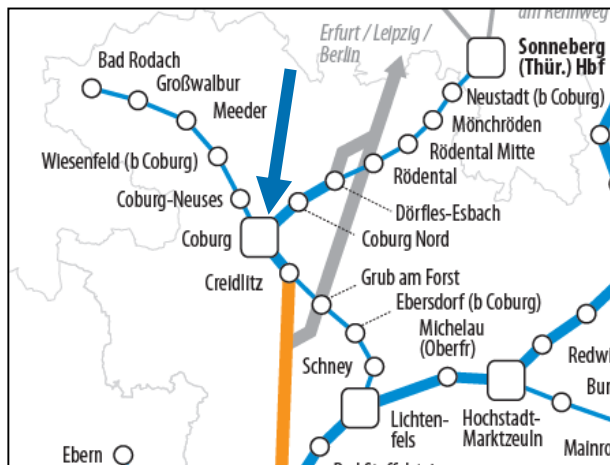 am Rennweg
Erfurt / Leipzig /
Berlin
Sonneberg
(Thür.) Hbf
Bad Rodach
Großwalbur
Meeder
Neustadt (b Coburg)
Mönchröden
Wiesenfeld (b Coburg)
Rödental Mitte
Rödental
Coburg-Neuses
Dörfles-Esbach
Coburg
Coburg Nord
Creidlitz
Grub am Forst
Ebersdorf (b Coburg)
Michelau
(Oberfr)
Schney
Redwi
Bur
Lichten-
fels
Hochstadt-
Marktzeuln
Mainro
Ebern